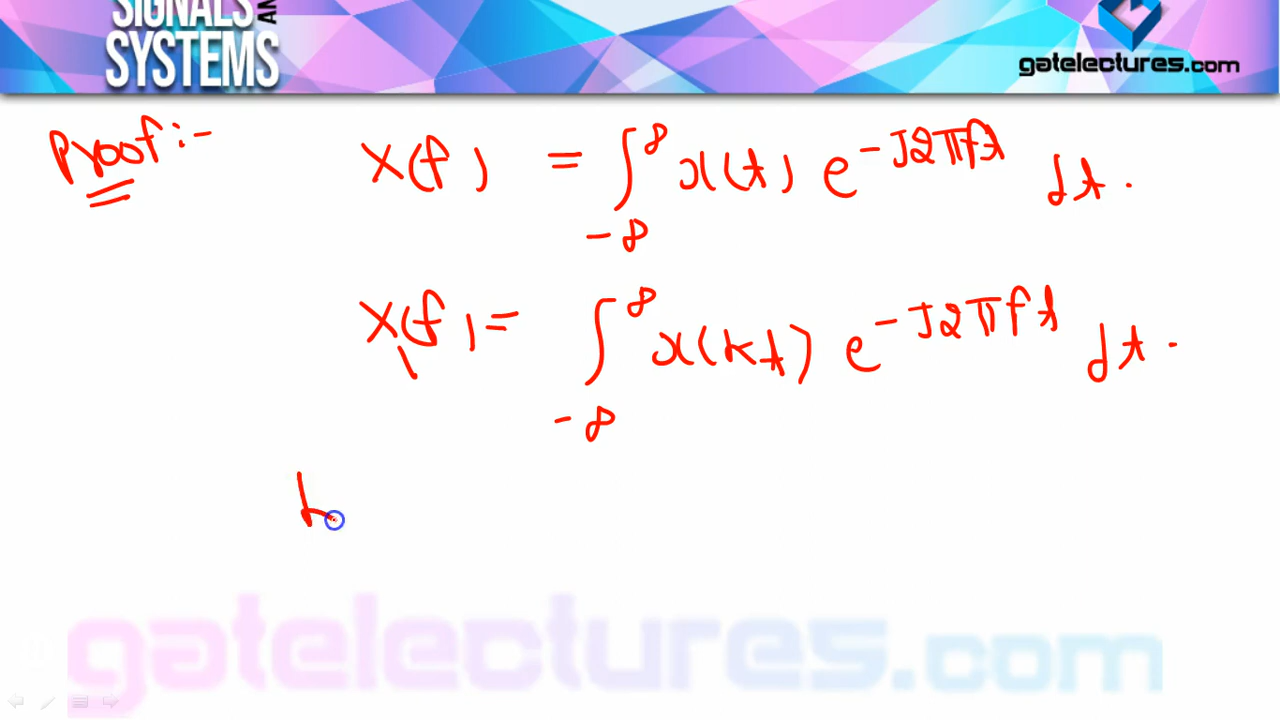 SIGNALS AND
SYSTEMS
gatelectures.com
Proof :-
X(f) = ∫_{-∞}^{∞} x(t) e^{-J2πft} dt.
X₁(f) = ∫_{-∞}^{∞} x(kt) e^{-J2πft} dt.
gatelectures.com